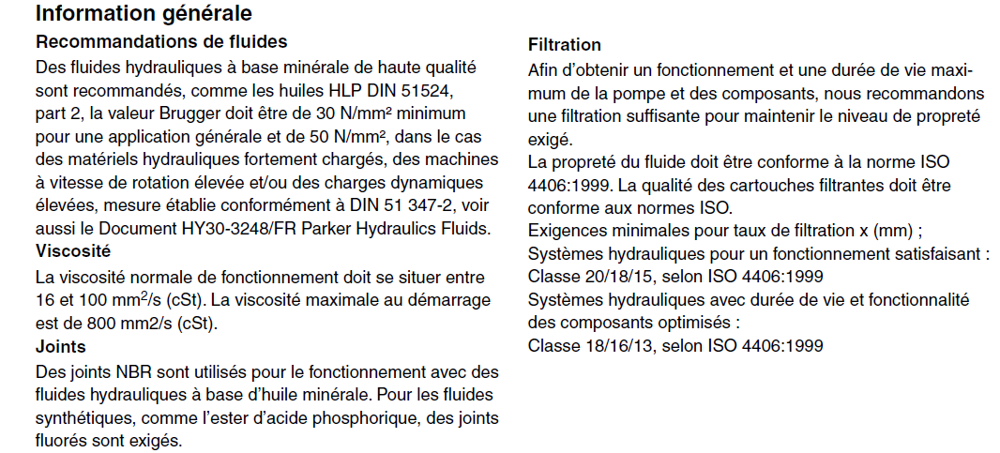 Information générale
Recommandations de fluides
Des fluides hydrauliques à base minérale de haute qualité
sont recommandés, comme les huiles HLP DIN 51524,
part 2, la valeur Brugger doit être de 30 N/mm² minimum
pour une application générale et de 50 N/mm², dans le cas
des matériels hydrauliques fortement chargés, des machines
à vitesse de rotation élevée et/ou des charges dynamiques
élevées, mesure établie conformément à DIN 51 347-2, voir
aussi le Document HY30-3248/FR Parker Hydraulics Fluids.
Viscosité
La viscosité normale de fonctionnement doit se situer entre
16 et 100 mm²/s (cSt). La viscosité maximale au démarrage
est de 800 mm2/s (cSt).
Joints
Des joints NBR sont utilisés pour le fonctionnement avec des
fluides hydrauliques à base d'huile minérale. Pour les fluides
synthétiques, comme l'ester d'acide phosphorique, des joints
fluorés sont exigés.
Filtration
Afin d'obtenir un fonctionnement et une durée de vie maxi-
mum de la pompe et des composants, nous recommandons
une filtration suffisante pour maintenir le niveau de propreté
exigé.
La propreté du fluide doit être conforme à la norme ISO
4406:1999. La qualité des cartouches filtrantes doit être
conforme aux normes ISO.
Exigences minimales pour taux de filtration x (mm) ;
Systèmes hydrauliques pour un fonctionnement satisfaisant :
Classe 20/18/15, selon ISO 4406:1999
Systèmes hydrauliques avec durée de vie et fonctionnalité
des composants optimisés :
Classe 18/16/13, selon ISO 4406:1999